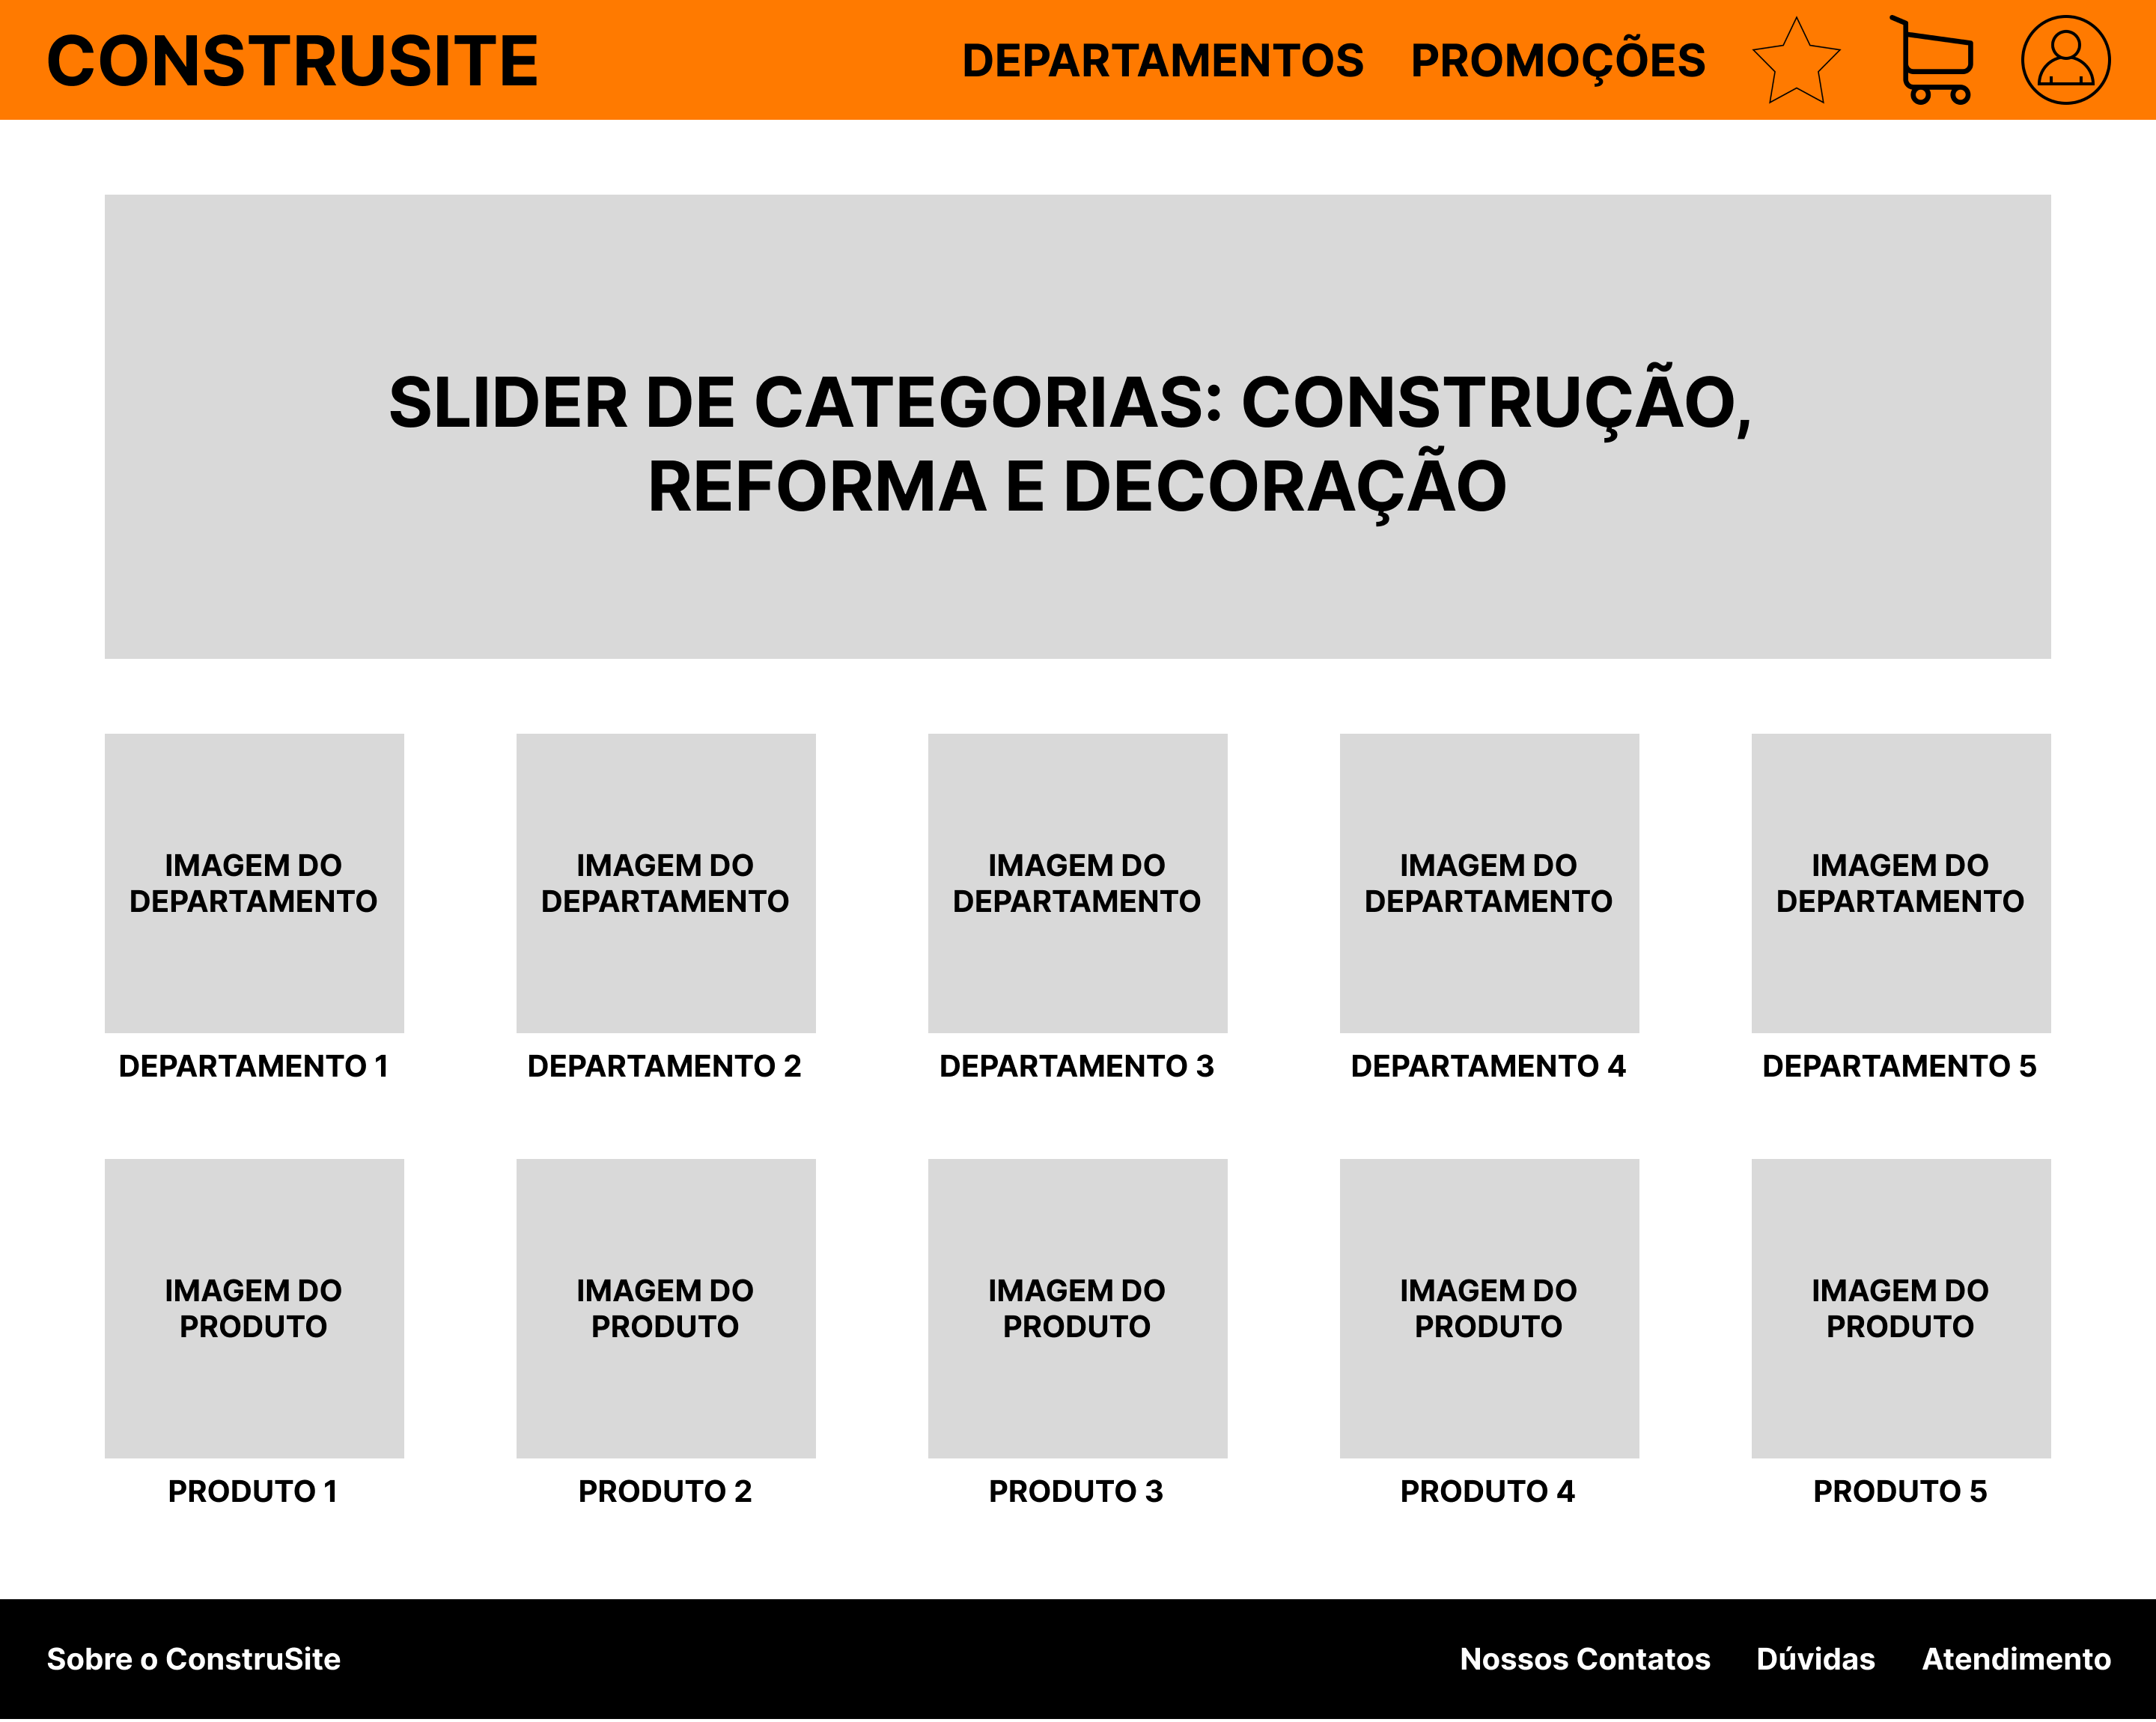 CONSTRUSITE
DEPARTAMENTOS
PROMOÇÕES
SLIDER DE CATEGORIAS: CONSTRUÇÃO,
REFORMA E DECORAÇÃO
IMAGEM DO
DEPARTAMENTO
IMAGEM DO
DEPARTAMENTO
IMAGEM DO
DEPARTAMENTO
IMAGEM DO
DEPARTAMENTO
IMAGEM DO
DEPARTAMENTO
DEPARTAMENTO 1
DEPARTAMENTO 2
DEPARTAMENTO 3
DEPARTAMENTO 4
DEPARTAMENTO 5
IMAGEM DO
PRODUTO
IMAGEM DO
PRODUTO
IMAGEM DO
PRODUTO
IMAGEM DO
PRODUTO
IMAGEM DO
PRODUTO
PRODUTO 1
PRODUTO 2
PRODUTO 3
PRODUTO 4
PRODUTO 5
Sobre o ConstruSite
Nossos Contatos
Dúvidas
Atendimento